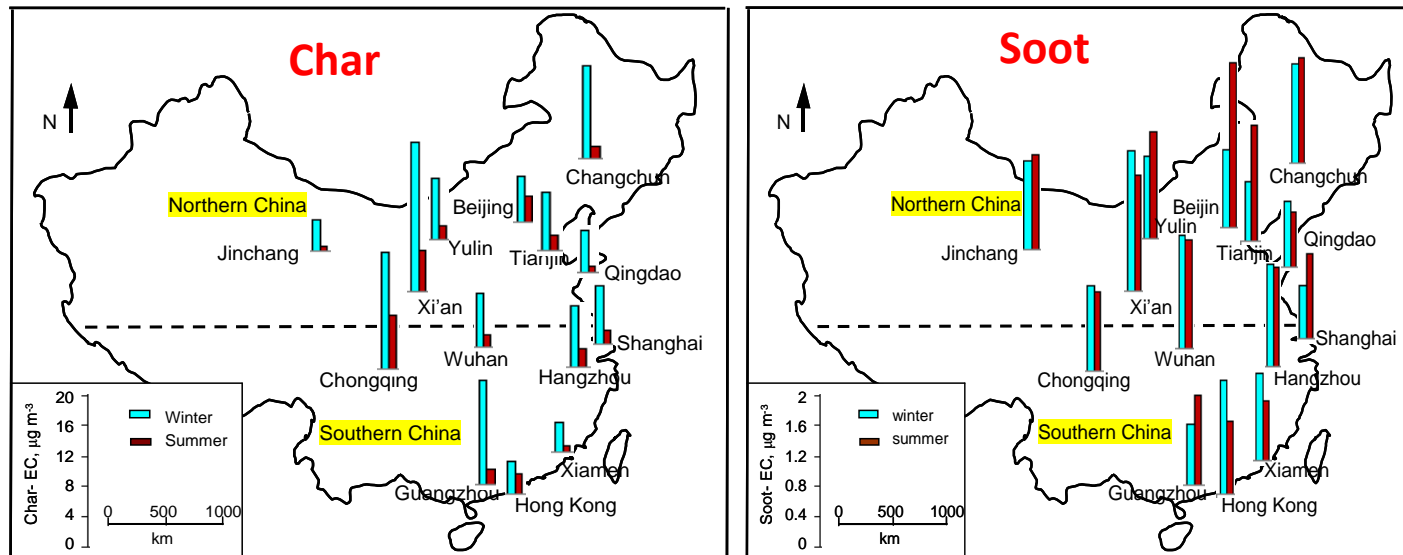 Char
N
Changchun
Northern China
Beijing
Jinchang
Yulin
Tianjin
Qingdao
Xi'an
Shanghai
Wuhan
Chongqing
Hangzhou
Southern China
Xiamen
Guangzhou
Hong Kong
Char- EC, µg m-3
20
16
12
8
4
0
Winter
Summer
0 500 1000
km
Soot
N
Changchun
Northern China
Beijin
Yulin
Jinchang
Tianjin
Qingdao
Xi'an
Shanghai
Wuhan
Chongqing
Hangzhou
Southern China
Xiamen
Guangzhou
Hong Kong
Soot- EC, µg m-3
2
1.6
1.2
0.8
0.4
0
winter
summer
0 500 1000
km